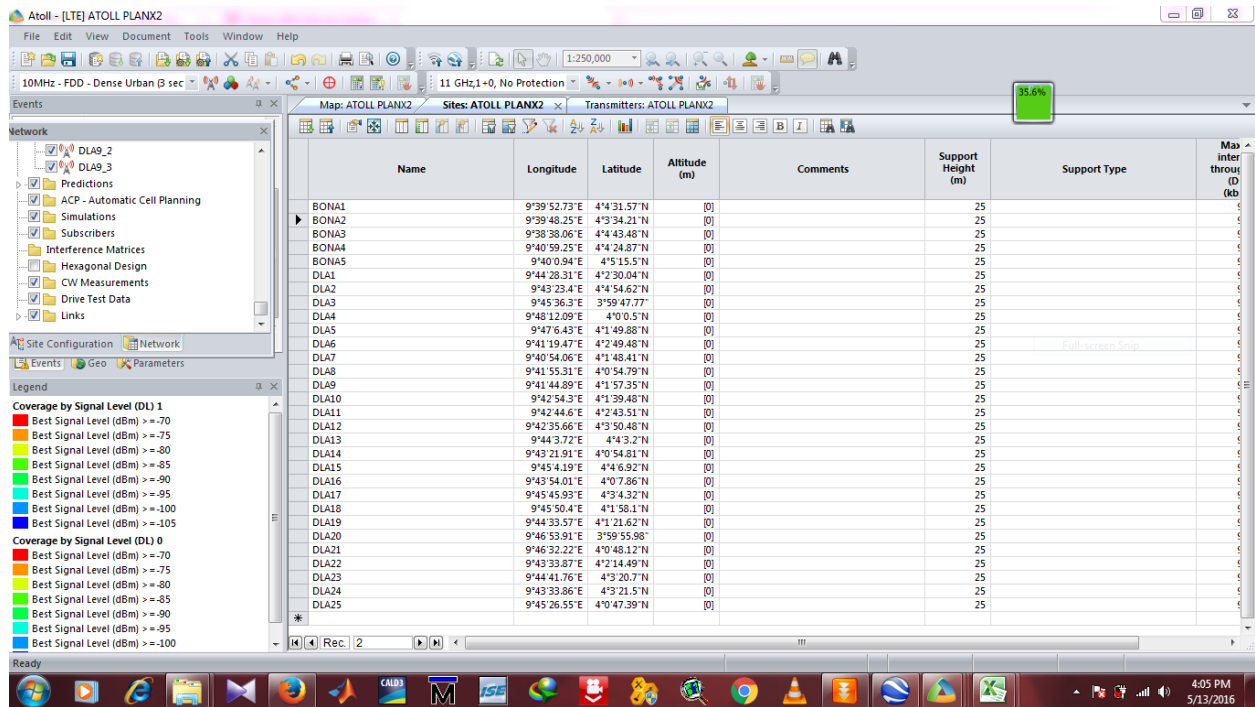 Atoll - [LTE] ATOLL PLANX2
File Edit View Document Tools Window Help
1:250,000
10MHz - FDD - Dense Urban (3 sec
11 GHz,1+0, No Protection
35.6%
Events
Network
DLA9_2
DLA9_3
Predictions
ACP - Automatic Cell Planning
Simulations
Subscribers
Interference Matrices
Hexagonal Design
CW Measurements
Drive Test Data
Links
Site Configuration Network
Events Geo Parameters
Legend
Coverage by Signal Level (DL) 1
Best Signal Level (dBm) >=-70
Best Signal Level (dBm) >=-75
Best Signal Level (dBm) >=-80
Best Signal Level (dBm) >=-85
Best Signal Level (dBm) >=-90
Best Signal Level (dBm) >=-95
Best Signal Level (dBm) >=-100
Best Signal Level (dBm) >=-105
Coverage by Signal Level (DL) 0
Best Signal Level (dBm) >=-70
Best Signal Level (dBm) >=-75
Best Signal Level (dBm) >=-80
Best Signal Level (dBm) >=-85
Best Signal Level (dBm) >=-90
Best Signal Level (dBm) >=-95
Best Signal Level (dBm) >=-100
Map: ATOLL PLANX2 Sites: ATOLL PLANX2 Transmitters: ATOLL PLANX2
B I
Name Longitude Latitude Altitude (m) Comments Support Height (m) Support Type Max inter throug (D (kb
BONA1 9°39'52.73"E 4°4'31.57"N [0] 25
BONA2 9°39'48.25"E 4°3'34.21"N [0] 25
BONA3 9°38'38.06"E 4°4'43.48"N [0] 25
BONA4 9°40'59.25"E 4°4'24.87"N [0] 25
BONA5 9°40'0.94"E 4°5'15.5"N [0] 25
DLA1 9°44'28.31"E 4°2'30.04"N [0] 25
DLA2 9°43'23.4"E 4°4'54.62"N [0] 25
DLA3 9°45'36.3"E 3°59'47.77" [0] 25
DLA4 9°48'12.09"E 4°0'0.5"N [0] 25
DLA5 9°47'6.43"E 4°1'49.88"N [0] 25
DLA6 9°41'19.47"E 4°2'49.48"N [0] 25
DLA7 9°40'54.06"E 4°1'48.41"N [0] 25
DLA8 9°41'55.31"E 4°0'54.79"N [0] 25
DLA9 9°41'44.89"E 4°1'57.35"N [0] 25
DLA10 9°42'54.3"E 4°1'39.48"N [0] 25
DLA11 9°42'44.6"E 4°2'43.51"N [0] 25
DLA12 9°42'35.66"E 4°3'50.48"N [0] 25
DLA13 9°44'3.72"E 4°4'3.2"N [0] 25
DLA14 9°43'21.91"E 4°0'54.81"N [0] 25
DLA15 9°45'4.19"E 4°4'6.92"N [0] 25
DLA16 9°43'54.01"E 4°0'7.86"N [0] 25
DLA17 9°45'45.93"E 4°3'4.32"N [0] 25
DLA18 9°45'50.4"E 4°1'58.1"N [0] 25
DLA19 9°44'33.57"E 4°1'21.62"N [0] 25
DLA20 9°46'53.91"E 3°59'55.98" [0] 25
DLA21 9°46'32.22"E 4°0'48.12"N [0] 25
DLA22 9°43'33.87"E 4°2'14.49"N [0] 25
DLA23 9°44'41.76"E 4°3'20.7"N [0] 25
DLA24 9°43'33.86"E 4°3'21.5"N [0] 25
DLA25 9°45'26.55"E 4°0'47.39"N [0] 25
Full-screen Snip
Rec. 2
Ready
CALD3
ISE
4:05 PM
5/13/2016